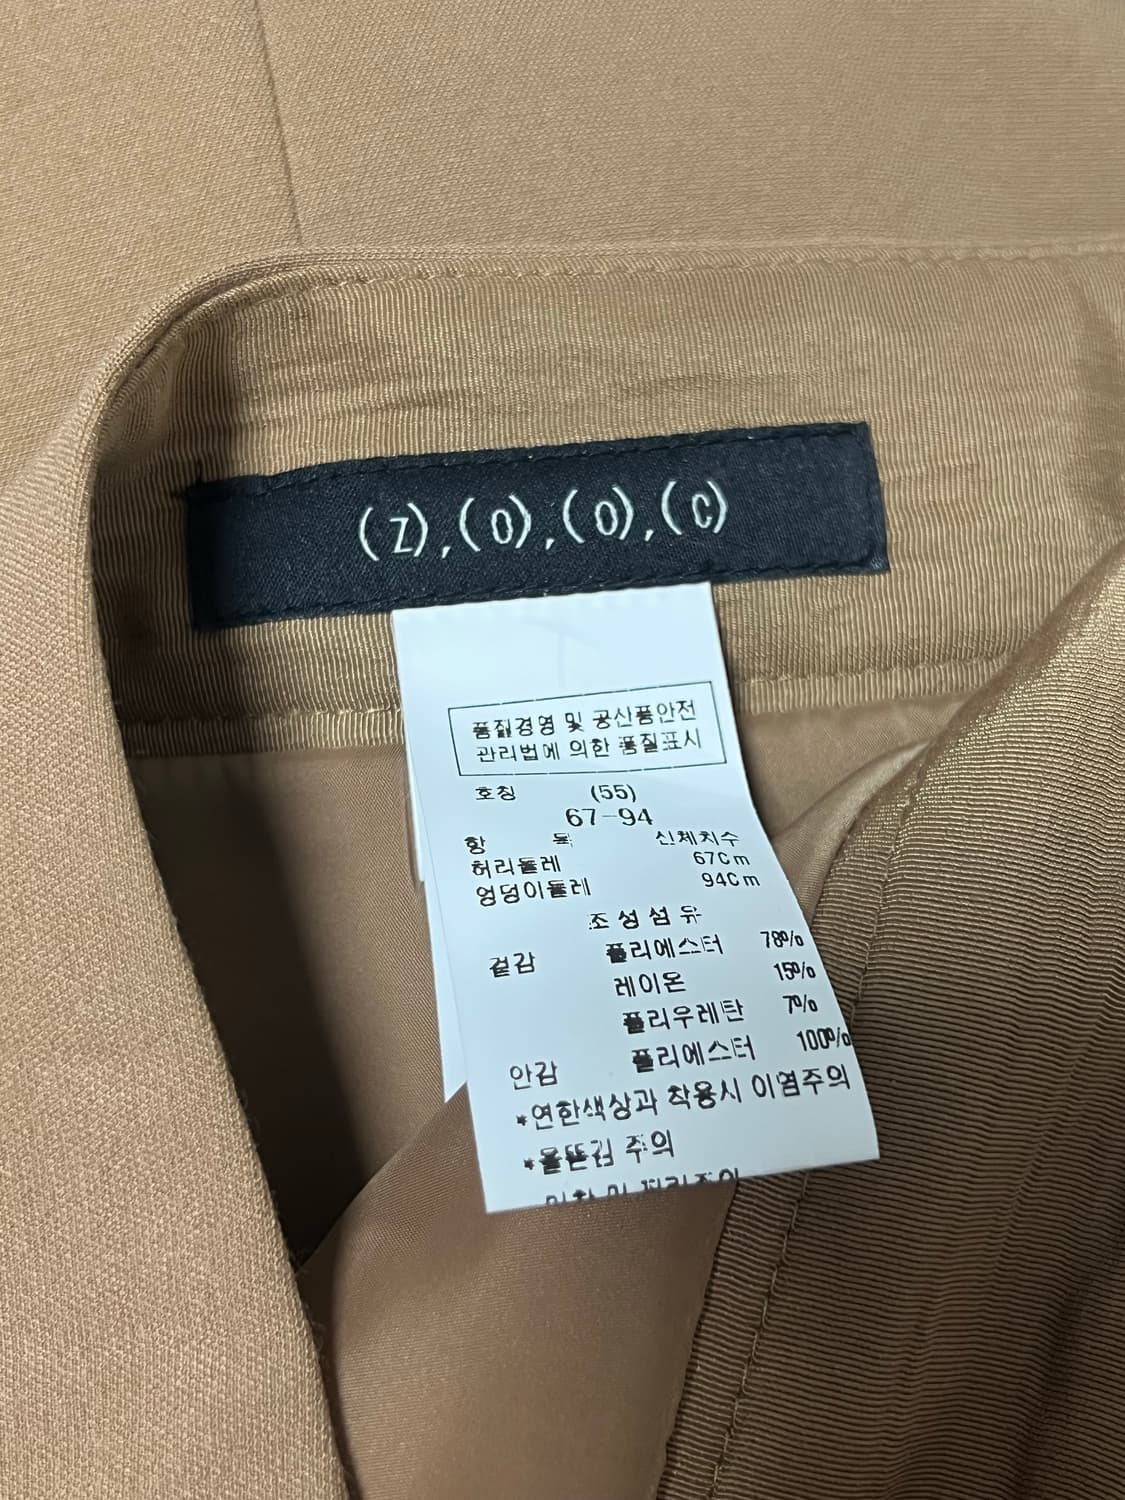 (Z),(O),(O),(C)
품질경영 및 공산품안전
관리법에 의한 품질표시
호칭 (55)
67-94
항 목 신체치수
허리둘레 67Cm
엉덩이둘레 94Cm
조성섬유
겉감 폴리에스터 78%
레이온 15%
폴리우레탄 7%
안감 폴리에스터 100%
*연한색상과 착용시 이염주의
*올뜯김 주의